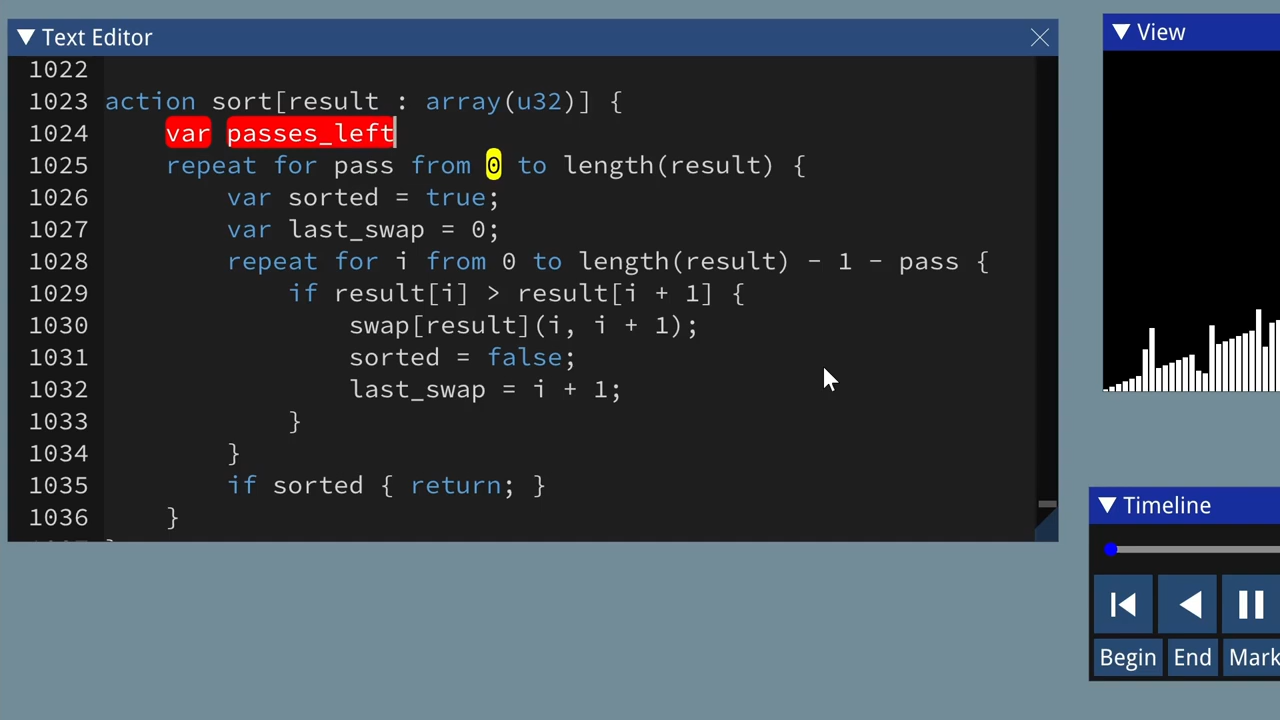 Text Editor
1022
1023 action sort[result : array(u32)] {
1024     var passes_left
1025     repeat for pass from 0 to length(result) {
1026         var sorted = true;
1027         var last_swap = 0;
1028         repeat for i from 0 to length(result) - 1 - pass {
1029             if result[i] > result[i + 1] {
1030                 swap[result](i, i + 1);
1031                 sorted = false;
1032                 last_swap = i + 1;
1033             }
1034         }
1035         if sorted { return; }
1036     }
View
Timeline
Begin End Mark